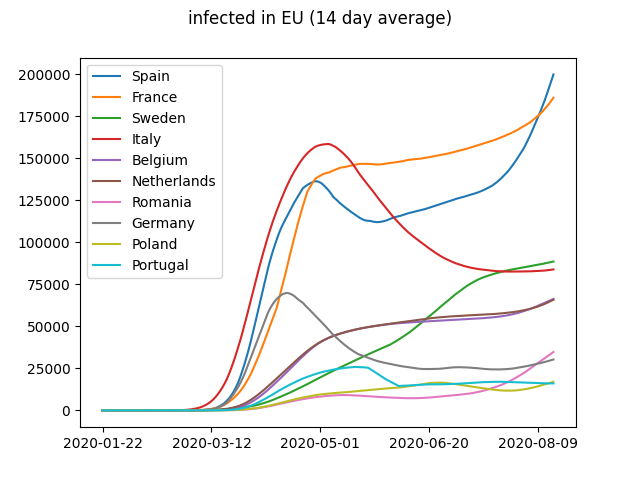 infected in EU (14 day average)
200000
175000
150000
125000
100000
75000
50000
25000
0
Spain
France
Sweden
Italy
Belgium
Netherlands
Romania
Germany
Poland
Portugal
2020-01-22 2020-03-12 2020-05-01 2020-06-20 2020-08-09